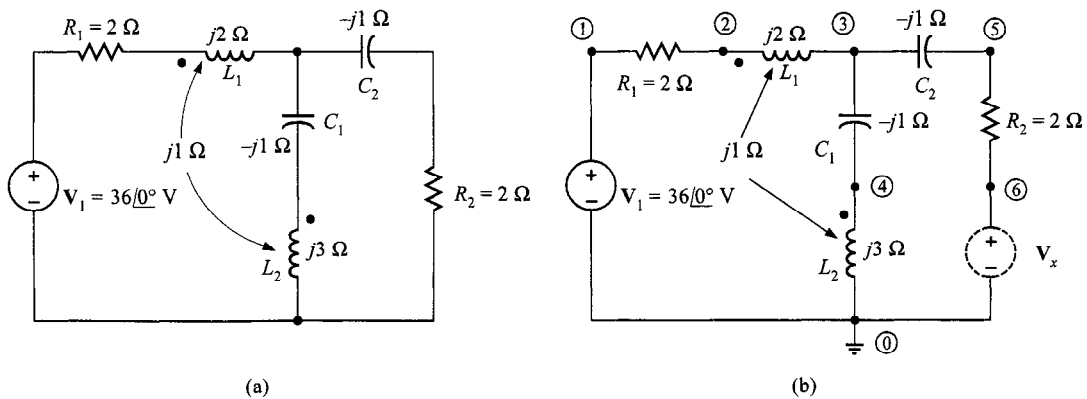 R₁ = 2 Ω
j2 Ω
L₁
-j1 Ω
C₂
C₁
-j1 Ω
j1 Ω
+
−
V₁ = 36/0° V
R₂ = 2 Ω
L₂
j3 Ω
(a)
①
②
③
⑤
R₁ = 2 Ω
j2 Ω
L₁
-j1 Ω
C₂
R₂ = 2 Ω
-j1 Ω
C₁
j1 Ω
④
⑥
+
−
V₁ = 36/0° V
L₂
j3 Ω
+
−
Vₓ
⓪
(b)